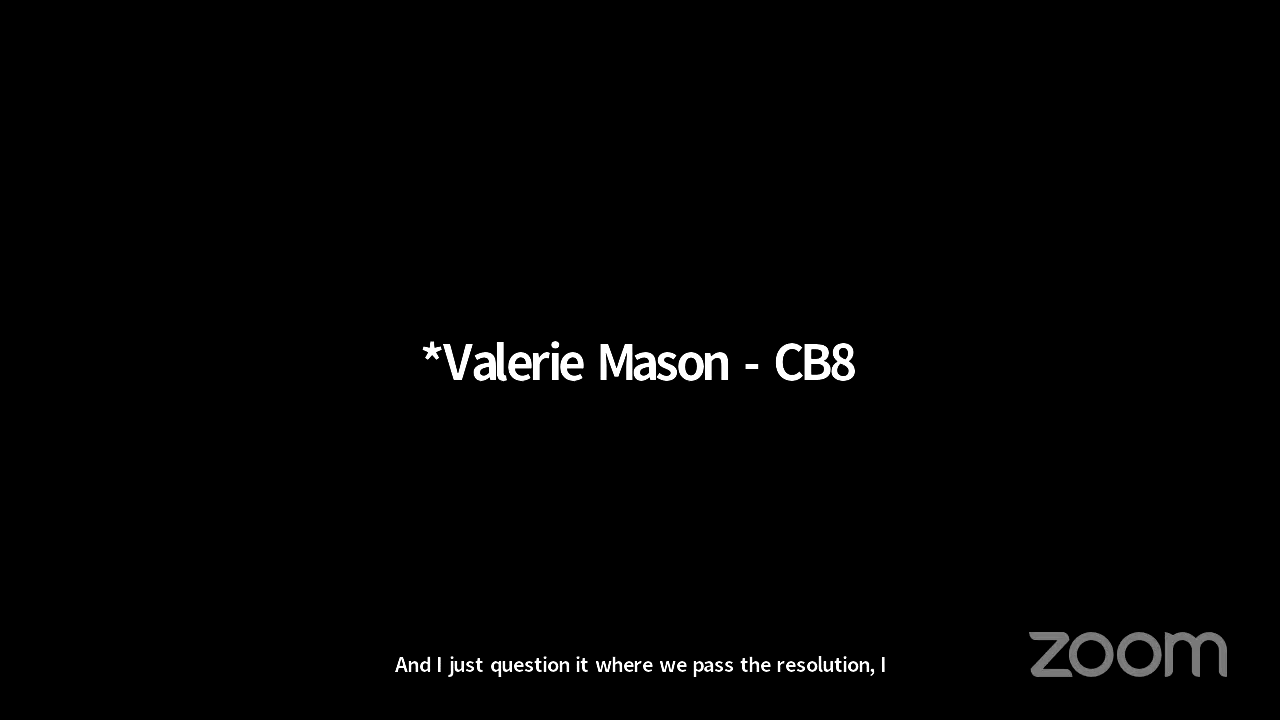 *Valerie Mason - CB8
And I just question it where we pass the resolution, I
zoom